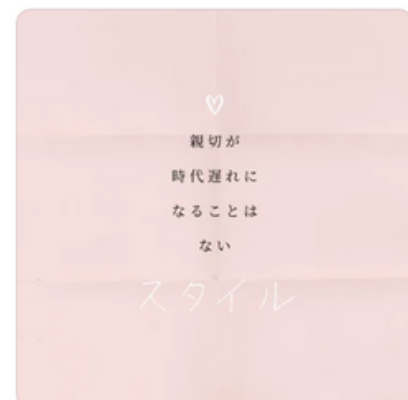 親切が
時代遅れに
なることは
ない
スタイル